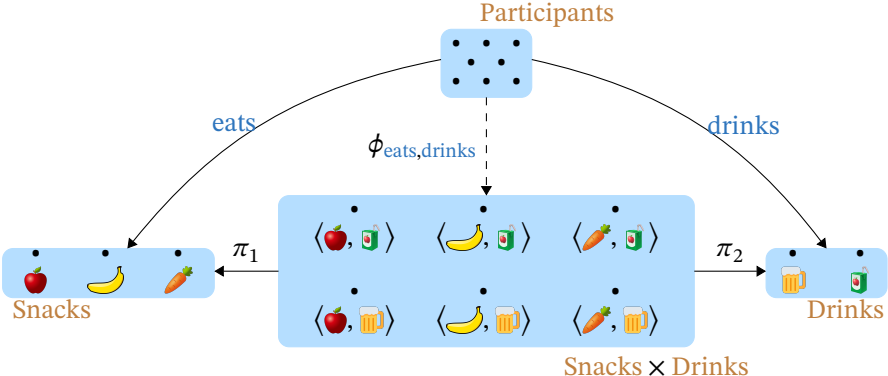 Participants
eats
drinks
ϕeats,drinks
⟨ , ⟩ ⟨ , ⟩ ⟨ , ⟩
π1
π2
⟨ , ⟩ ⟨ , ⟩ ⟨ , ⟩
Snacks
Drinks
Snacks × Drinks